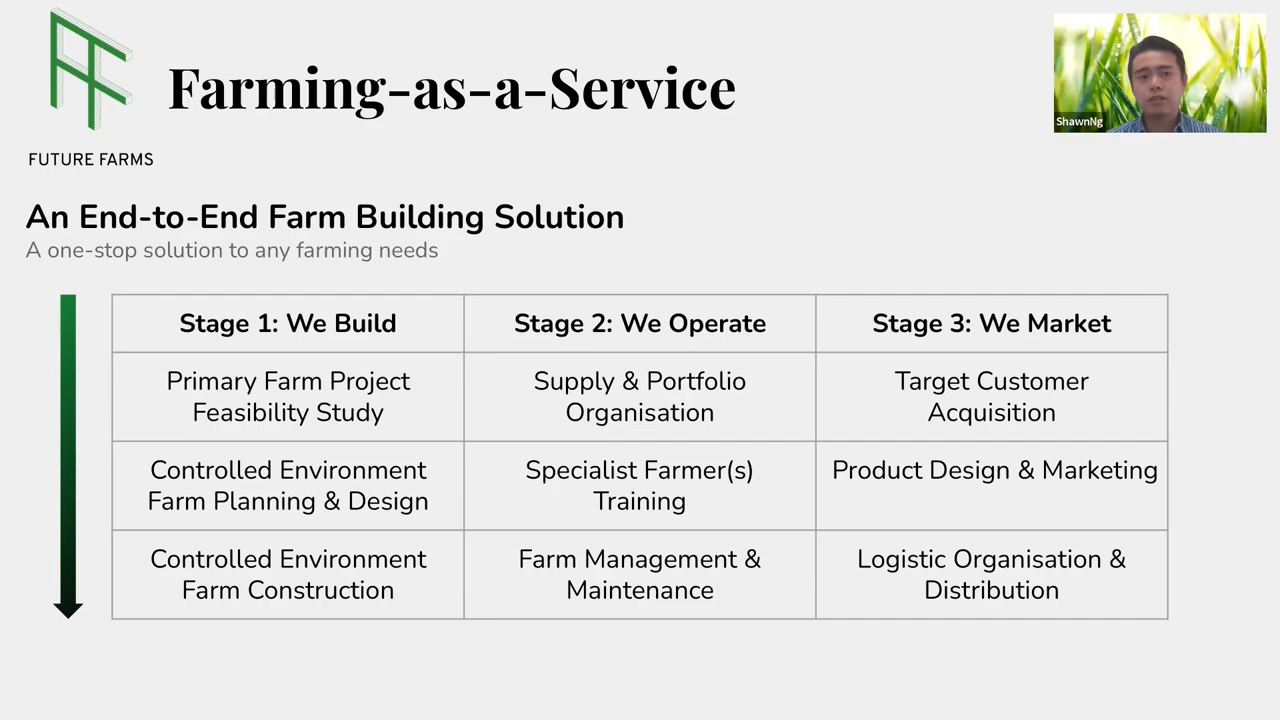 Farming-as-a-Service
ShawnNg
FUTURE FARMS
An End-to-End Farm Building Solution
A one-stop solution to any farming needs
Stage 1: We Build
Stage 2: We Operate
Stage 3: We Market
Primary Farm Project
Feasibility Study
Supply & Portfolio
Organisation
Target Customer
Acquisition
Controlled Environment
Farm Planning & Design
Specialist Farmer(s)
Training
Product Design & Marketing
Controlled Environment
Farm Construction
Farm Management &
Maintenance
Logistic Organisation &
Distribution